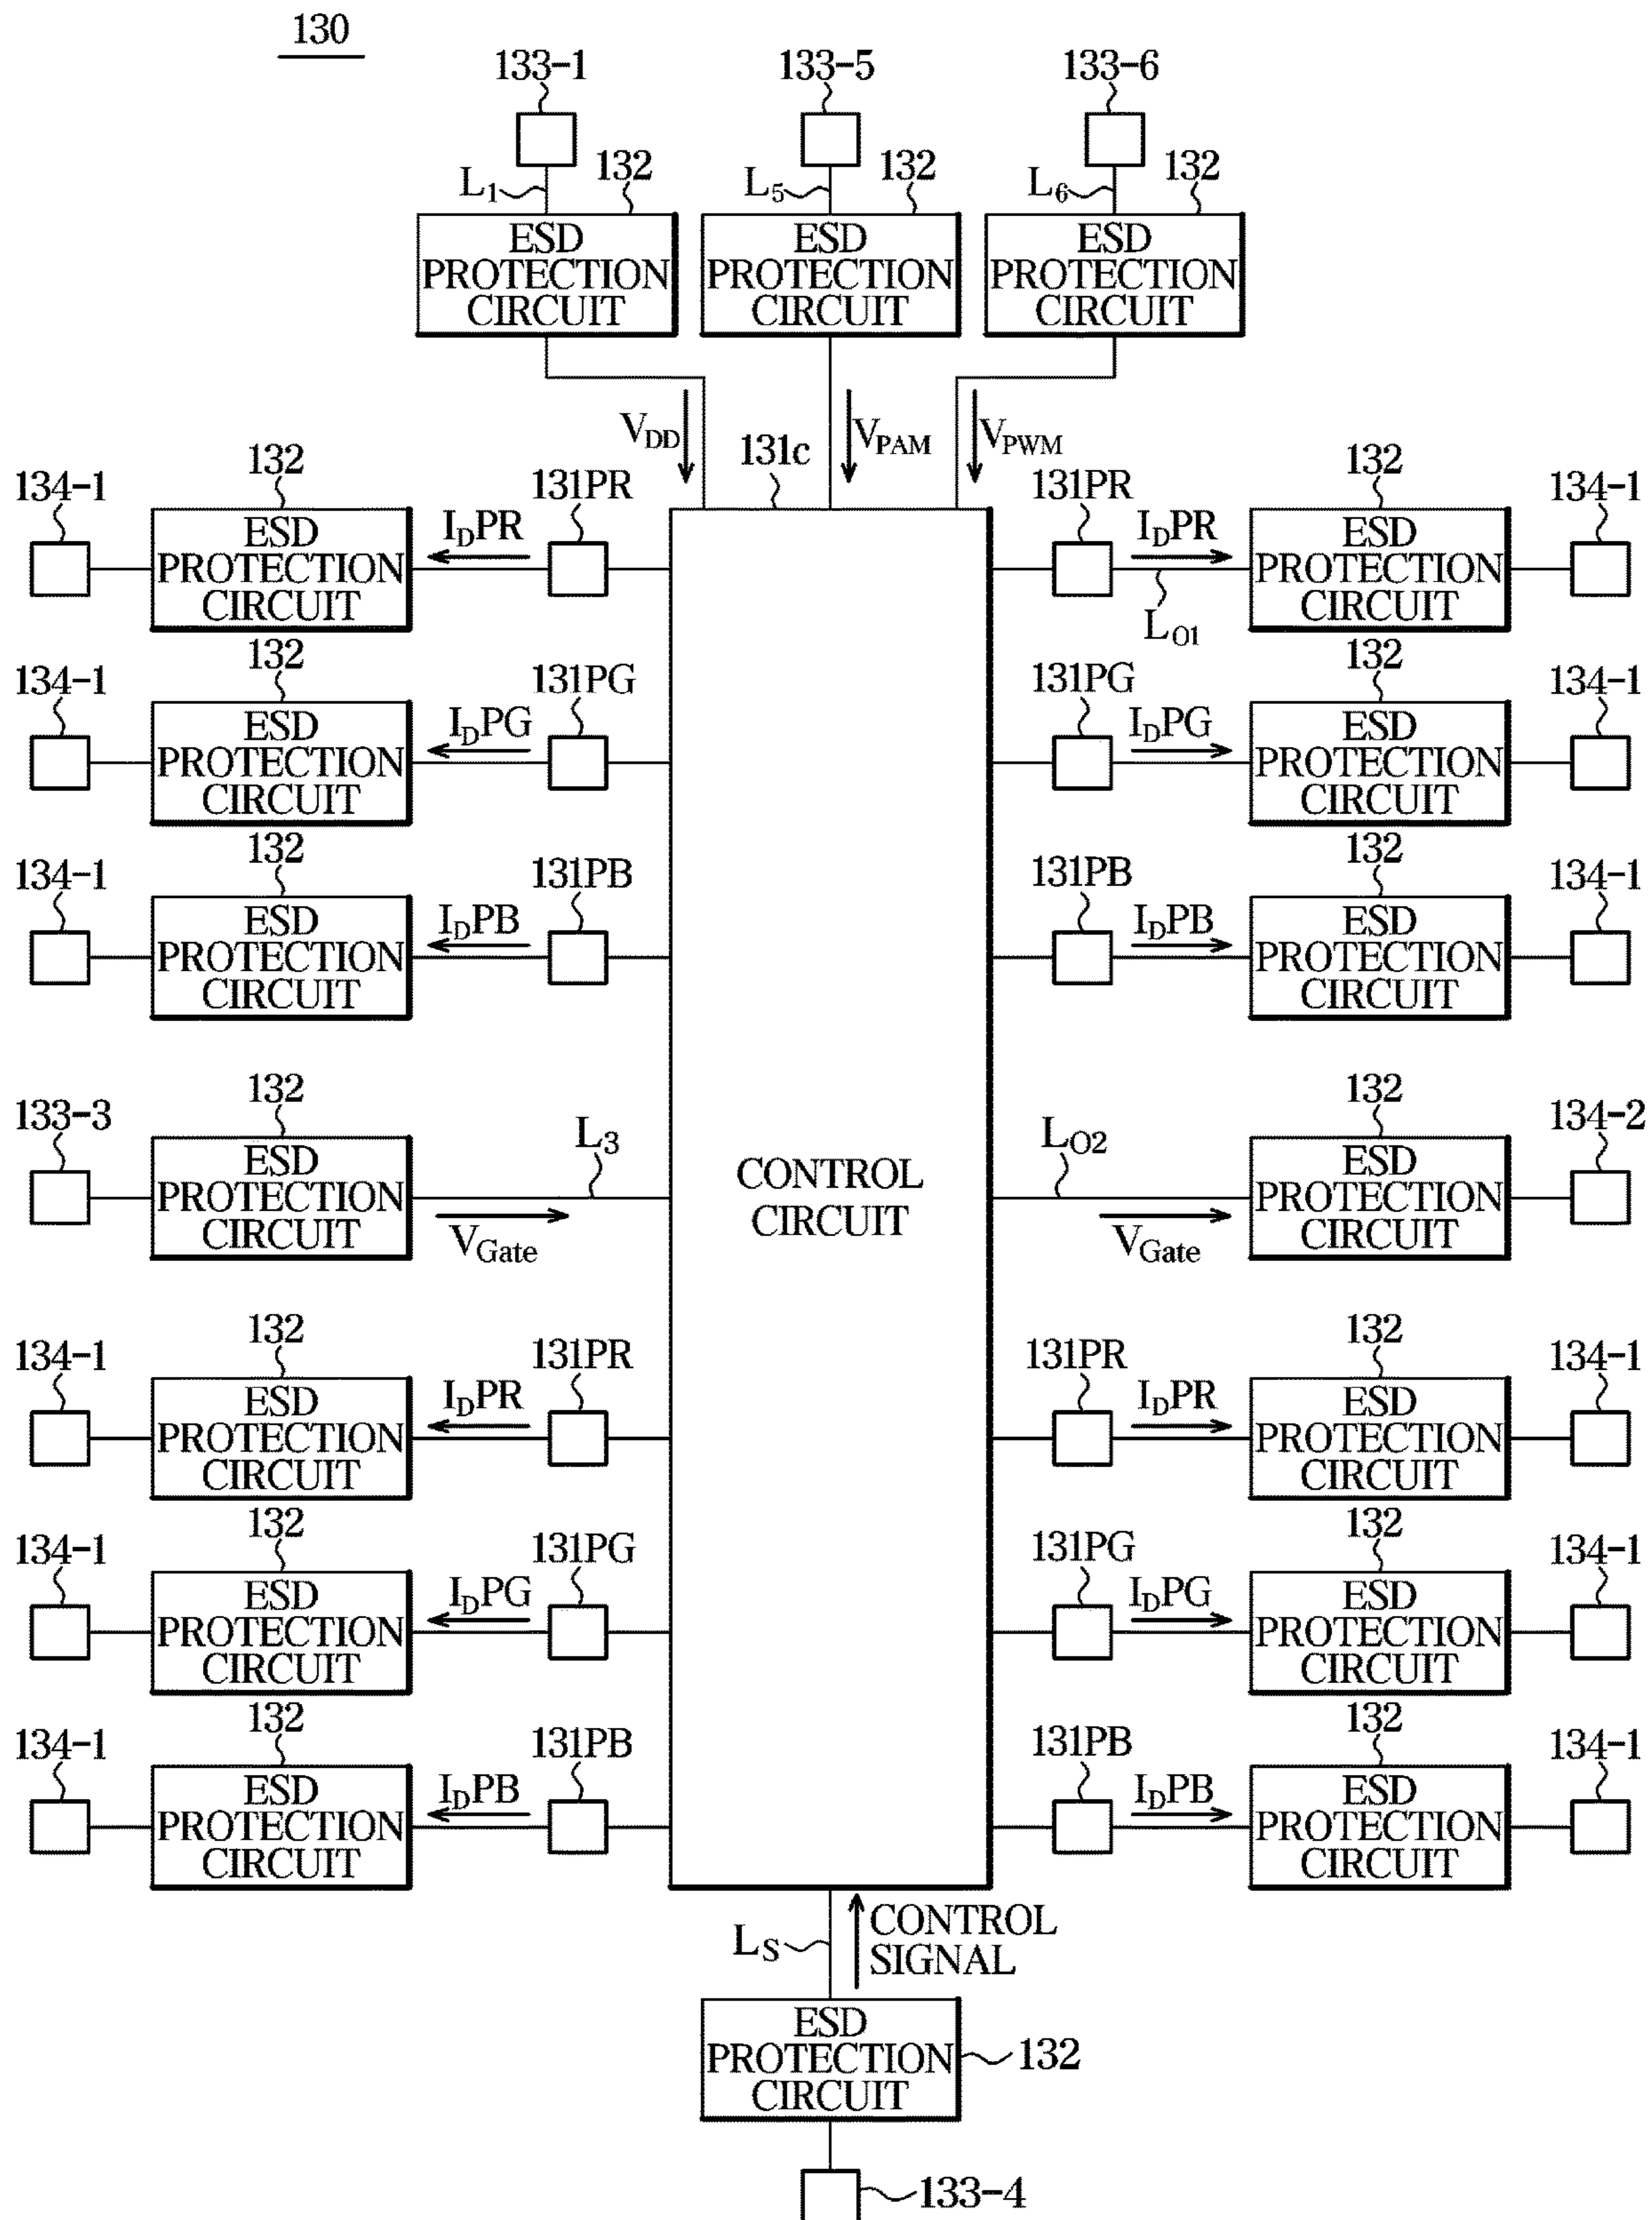 130
133-1 133-5 133-6
L1 132 L5 132 L6 132
ESD PROTECTION CIRCUIT ESD PROTECTION CIRCUIT ESD PROTECTION CIRCUIT
VDD 131c VPAM VPWM
134-1 132 131PR 131PR 132 134-1
ESD PROTECTION CIRCUIT IDPR IDPR LO1 ESD PROTECTION CIRCUIT
134-1 132 131PG 131PG 132 134-1
ESD PROTECTION CIRCUIT IDPG IDPG ESD PROTECTION CIRCUIT
134-1 132 131PB 131PB 132 134-1
ESD PROTECTION CIRCUIT IDPB IDPB ESD PROTECTION CIRCUIT
133-3 132 L3 LO2 132 134-2
ESD PROTECTION CIRCUIT VGate CONTROL CIRCUIT VGate ESD PROTECTION CIRCUIT
134-1 132 131PR 131PR 132 134-1
ESD PROTECTION CIRCUIT IDPR IDPR ESD PROTECTION CIRCUIT
134-1 132 131PG 131PG 132 134-1
ESD PROTECTION CIRCUIT IDPG IDPG ESD PROTECTION CIRCUIT
134-1 132 131PB 131PB 132 134-1
ESD PROTECTION CIRCUIT IDPB IDPB ESD PROTECTION CIRCUIT
LS CONTROL SIGNAL
ESD PROTECTION CIRCUIT 132
133-4